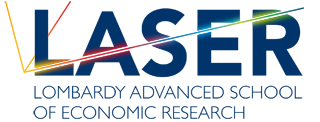 LASER
LOMBARDY ADVANCED SCHOOL
OF ECONOMIC RESEARCH